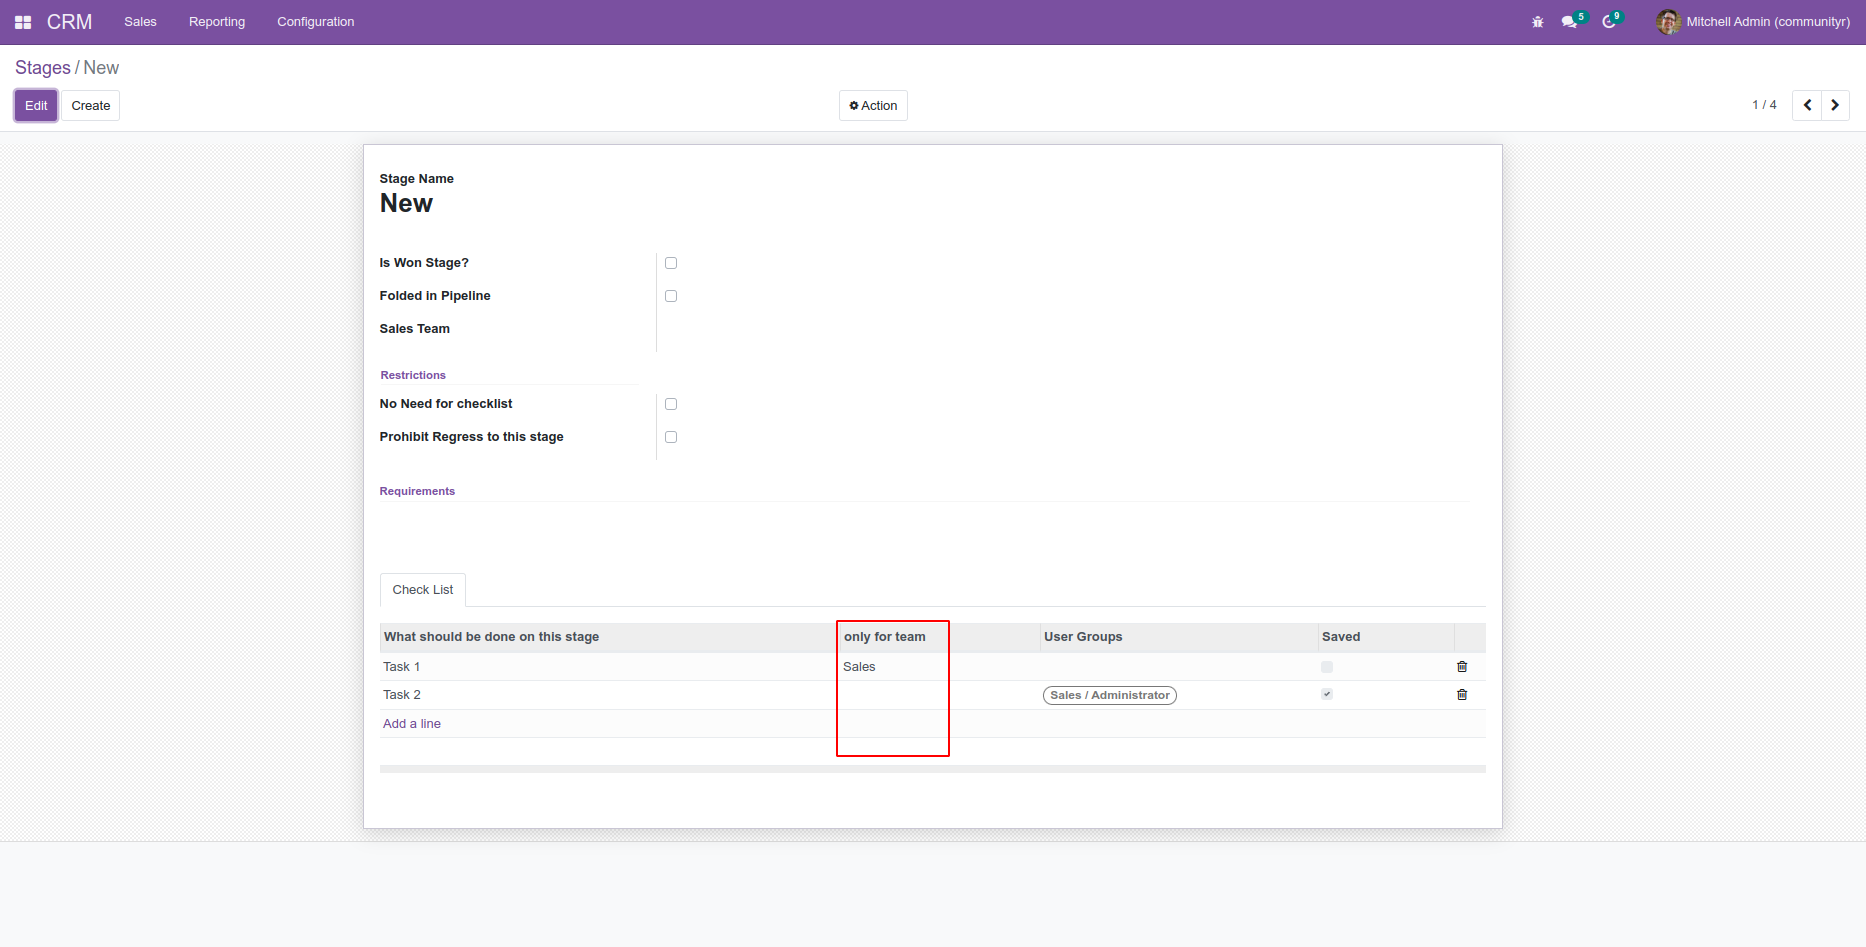 CRM Sales Reporting Configuration 5 9 Mitchell Admin (communityr)
Stages / New
Edit Create Action 1 / 4
Stage Name
New
Is Won Stage?
Folded in Pipeline
Sales Team
Restrictions
No Need for checklist
Prohibit Regress to this stage
Requirements
Check List
What should be done on this stage only for team User Groups Saved
Task 1 Sales
Task 2 Sales / Administrator
Add a line